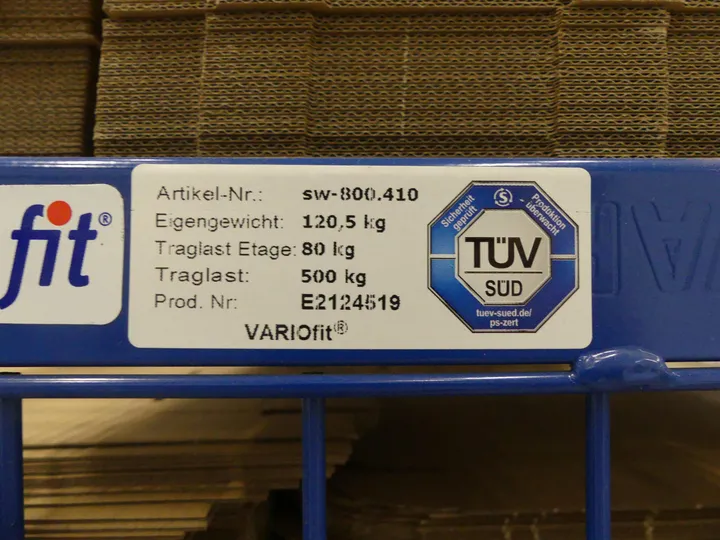 fit®
Artikel-Nr.: sw-800.410
Eigengewicht: 120,5 kg
Traglast Etage: 80 kg
Traglast: 500 kg
Prod. Nr: E2124519
VARIOfit®
Sicherheit geprüft
S
Produktion überwacht
TÜV
SÜD
tuev-sued.de/
ps-zert